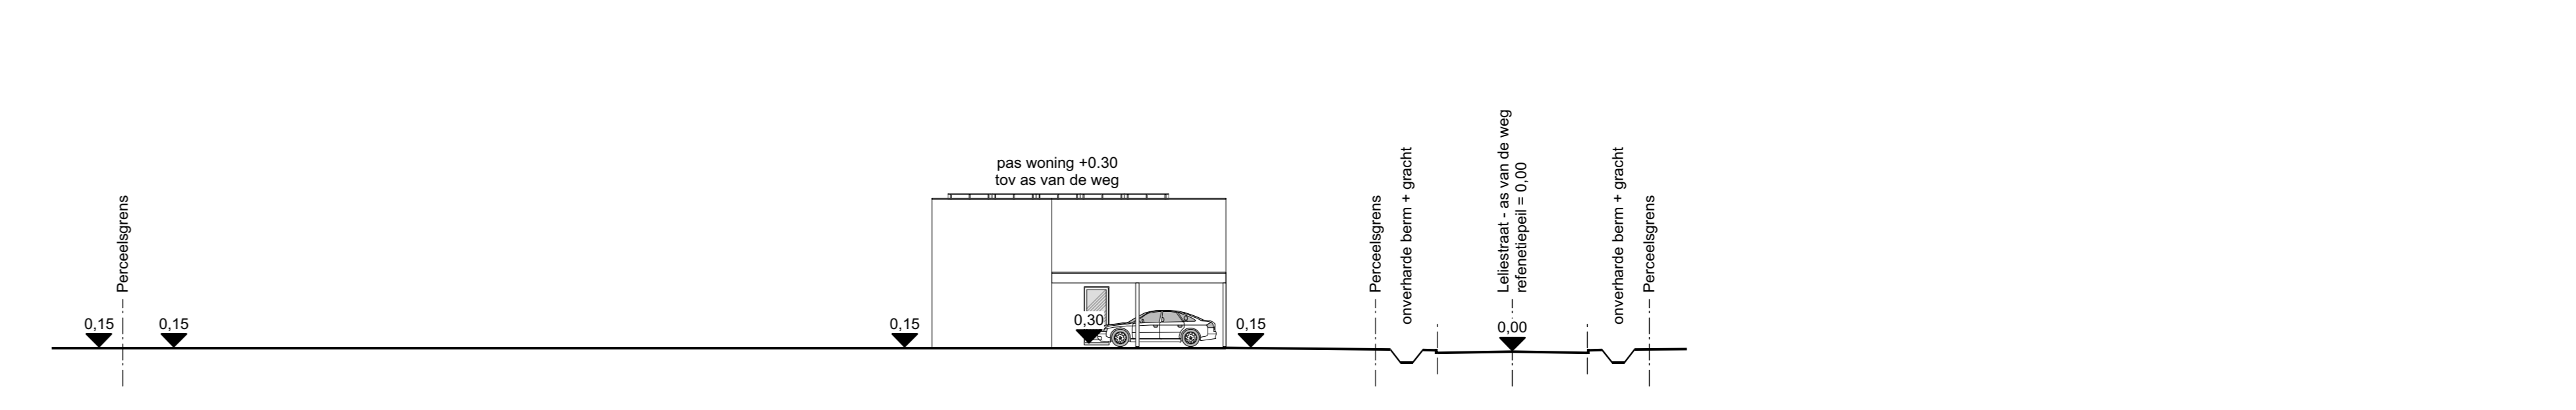 Perceelsgrens
0,15
0,15
0,15
pas woning +0.30
tov as van de weg
0,30
0,15
Perceelsgrens
onverharde berm + gracht
Leliestraat - as van de weg
refenetiepeil = 0,00
0,00
onverharde berm + gracht
Perceelsgrens